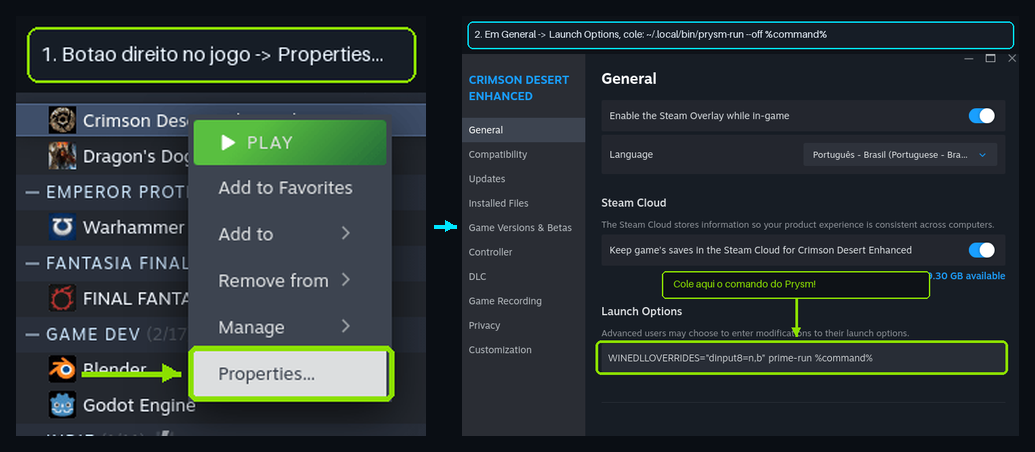 1. Botao direito no jogo -> Properties...
Crimson Des
PLAY
Dragon's Dog
Add to Favorites
EMPEROR PROT
Warhammer
Add to
FANTASIA FINAL
Remove from
FINAL FANTA
Manage
GAME DEV (2/17
Blender
Properties...
Godot Engine
2. Em General -> Launch Options, cole: ~/.local/bin/prysm-run --off %command%
CRIMSON DESERT
ENHANCED
General
Compatibility
Updates
Installed Files
Game Versions & Betas
Controller
DLC
Game Recording
Privacy
Customization
General
Enable the Steam Overlay while in-game
Language
Português - Brasil (Portuguese - Bra...
Steam Cloud
The Steam Cloud stores information so your product experience is consistent across computers.
Keep game's saves in the Steam Cloud for Crimson Desert Enhanced
.30 GB available
Cole aqui o comando do Prysm!
Launch Options
Advanced users may choose to enter modifications to their launch options.
WINEDLLOVERRIDES="dinput8=n,b" prime-run %command%